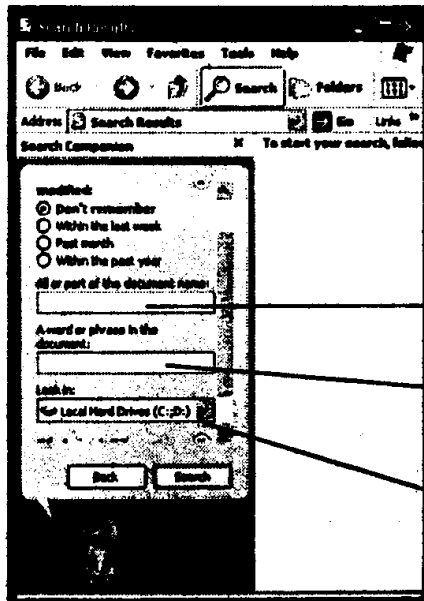 Search Results
File Edit View Favorites Tools Help
Back Search Folders
Address Search Results Go Links
Search Companion × To start your search, follow
modified:
Don't remember
Within the last week
Past month
Within the past year
All or part of the document name:
A word or phrase in the
document:
Look in:
Local Hard Drives (C:;D:)
Back Search